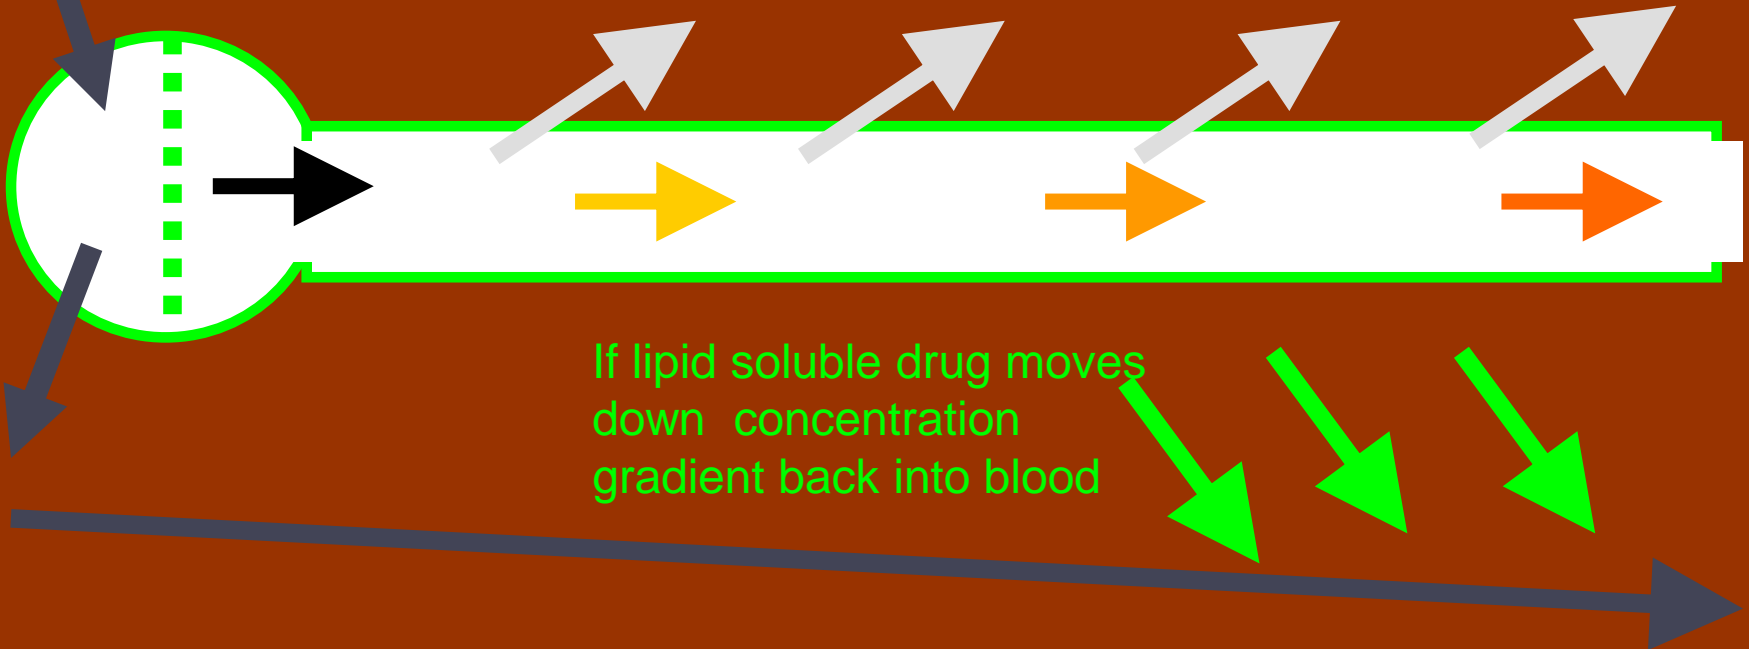 If lipid soluble drug moves
down  concentration
gradient back into blood